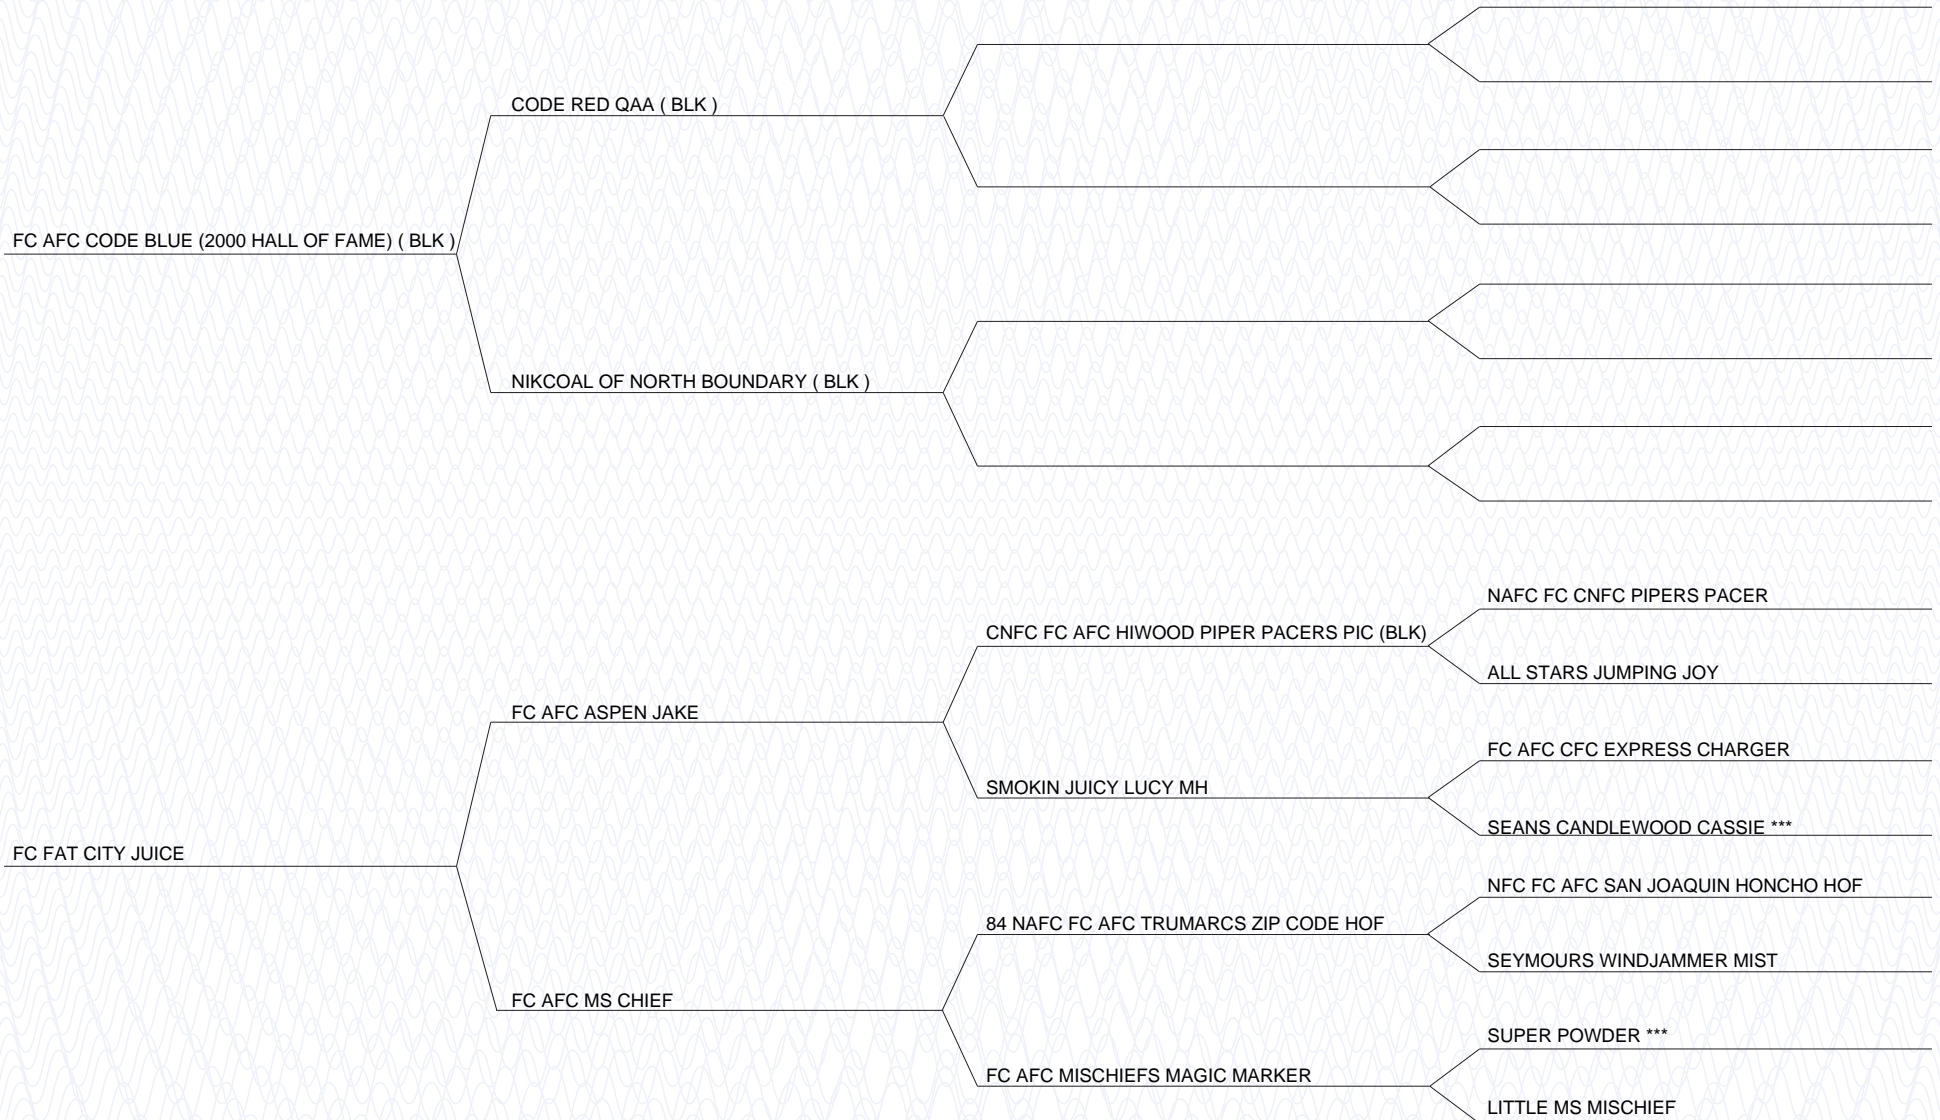 CODE RED QAA ( BLK )
FC AFC CODE BLUE (2000 HALL OF FAME) ( BLK )
NIKCOAL OF NORTH BOUNDARY ( BLK )
NAFC FC CNFC PIPERS PACER
CNFC FC AFC HIWOOD PIPER PACERS PIC (BLK)
ALL STARS JUMPING JOY
FC AFC ASPEN JAKE
FC AFC CFC EXPRESS CHARGER
SMOKIN JUICY LUCY MH
SEANS CANDLEWOOD CASSIE ***
FC FAT CITY JUICE
NFC FC AFC SAN JOAQUIN HONCHO HOF
84 NAFC FC AFC TRUMARCS ZIP CODE HOF
SEYMOURS WINDJAMMER MIST
FC AFC MS CHIEF
SUPER POWDER ***
FC AFC MISCHIEFS MAGIC MARKER
LITTLE MS MISCHIEF